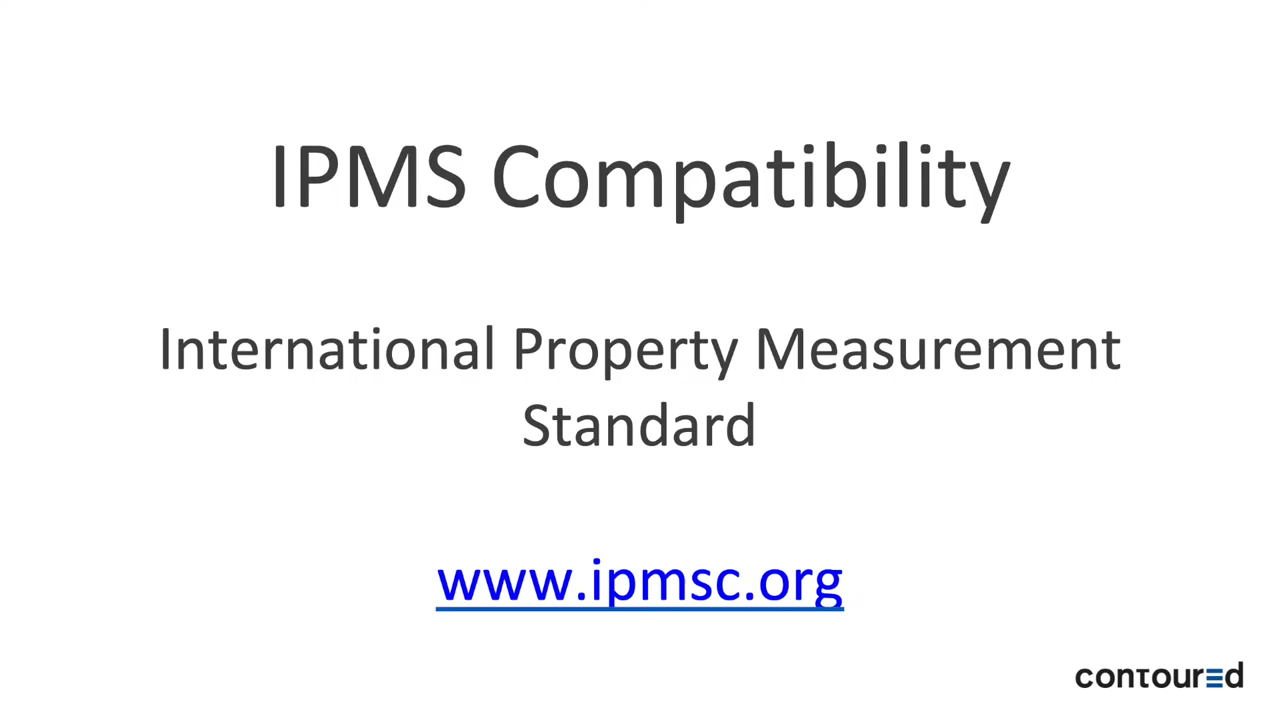 IPMS Compatibility
International Property Measurement
Standard
www.ipmsc.org
contoured